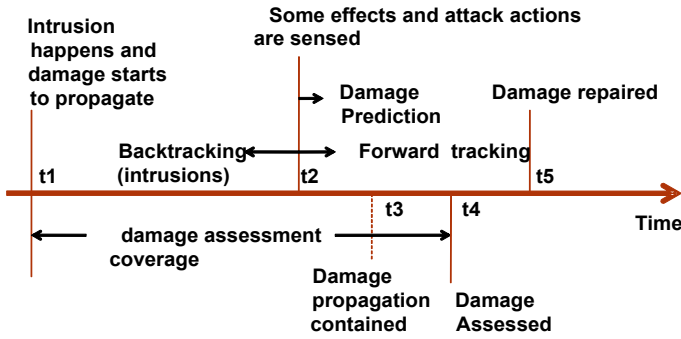 Some effects and attack actions
are sensed
Intrusion
happens and
damage starts
to propagate
Damage
Prediction
Damage repaired
Backtracking
(intrusions)
Forward tracking
t1
t2
t5
t3
t4
Time
damage assessment
coverage
Damage
propagation
contained
Damage
Assessed